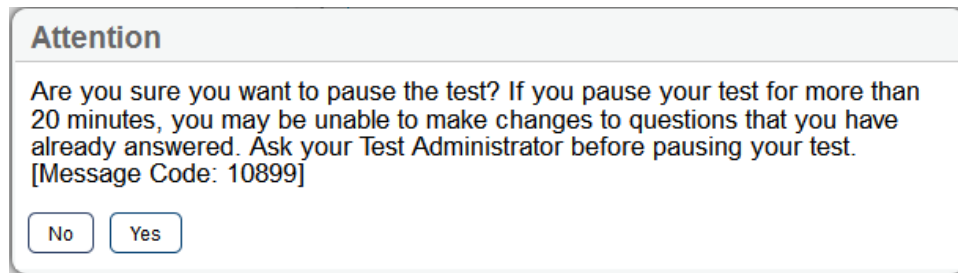 Attention
Are you sure you want to pause the test? If you pause your test for more than
20 minutes, you may be unable to make changes to questions that you have
already answered. Ask your Test Administrator before pausing your test.
[Message Code: 10899]
No Yes